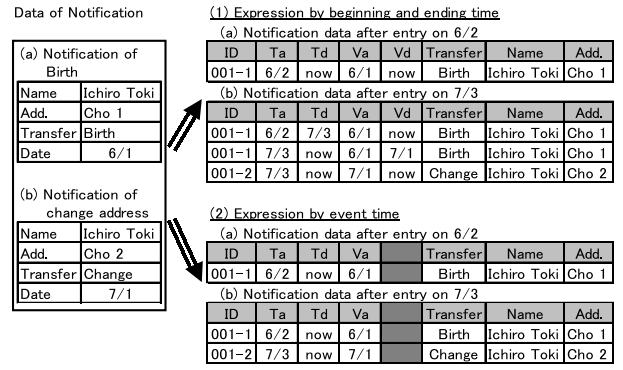 Data of Notification
(a) Notification of
Birth
Name Ichiro Toki
Add. Cho 1
Transfer Birth
Date 6/1
(b) Notification of
change address
Name Ichiro Toki
Add. Cho 2
Transfer Change
Date 7/1
(1) Expression by beginning and ending time
(a) Notification data after entry on 6/2
ID Ta Td Va Vd Transfer Name Add.
001-1 6/2 now 6/1 now Birth Ichiro Toki Cho 1
(b) Notification data after entry on 7/3
ID Ta Td Va Vd Transfer Name Add.
001-1 6/2 7/3 6/1 now Birth Ichiro Toki Cho 1
001-1 7/3 now 6/1 7/1 Birth Ichiro Toki Cho 1
001-2 7/3 now 7/1 now Change Ichiro Toki Cho 2
(2) Expression by event time
(a) Notification data after entry on 6/2
ID Ta Td Va Transfer Name Add.
001-1 6/2 now 6/1 Birth Ichiro Toki Cho 1
(b) Notification data after entry on 7/3
ID Ta Td Va Transfer Name Add.
001-1 6/2 now 6/1 Birth Ichiro Toki Cho 1
001-2 7/3 now 7/1 Change Ichiro Toki Cho 2